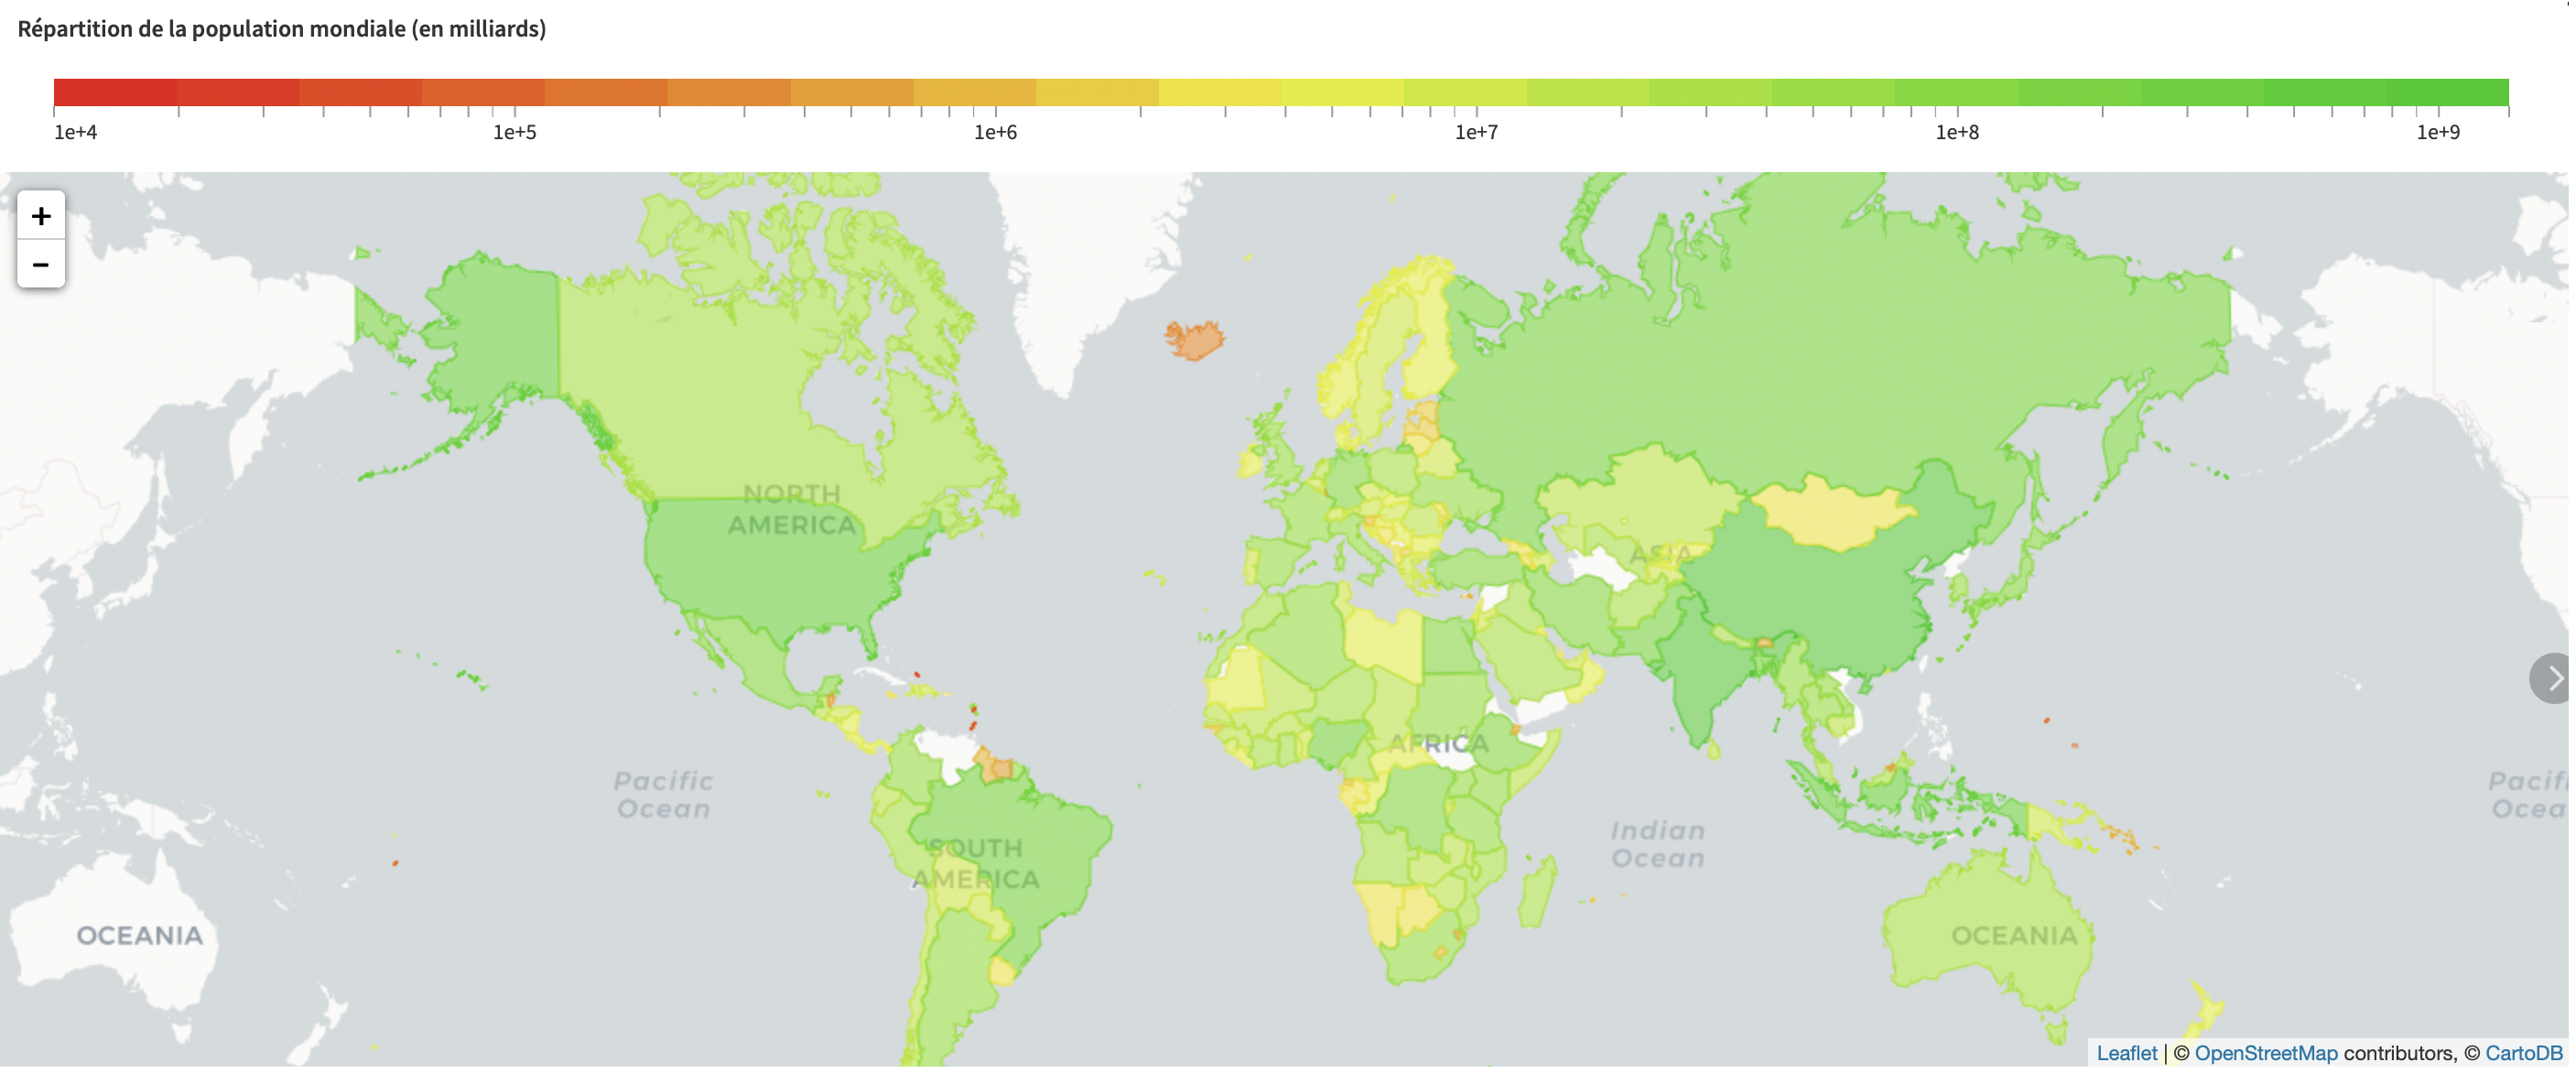 Répartition de la population mondiale (en milliards)
1e+4 1e+5 1e+6 1e+7 1e+8 1e+9
+
−
NORTH
AMERICA
ASIA
AFRICA
Pacific
Ocean
Pacifi
Ocea
Indian
Ocean
SOUTH
AMERICA
OCEANIA
OCEANIA
Leaflet | © OpenStreetMap contributors, © CartoDB